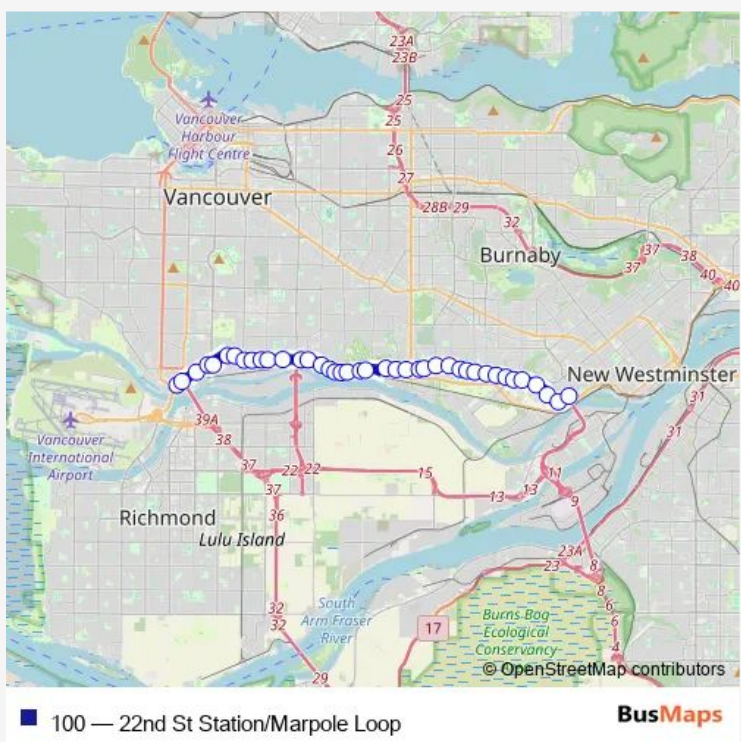 23A
23B
25
25
26
27
28B 29
32
37
37
38
40
40
Vancouver
Harbour
Flight Centre
Vancouver
Burnaby
New Westminster
31
31
39A
38
37
22 22
15
37
13
13
11
9
36
Vancouver
International
Airport
Richmond
Lulu Island
23A
23
8
8
6
6
4
32
32
South
Arm Fraser
River
17
Burns Bog
Ecological
Conservancy
29
© OpenStreetMap contributors
100 — 22nd St Station/Marpole Loop
BusMaps